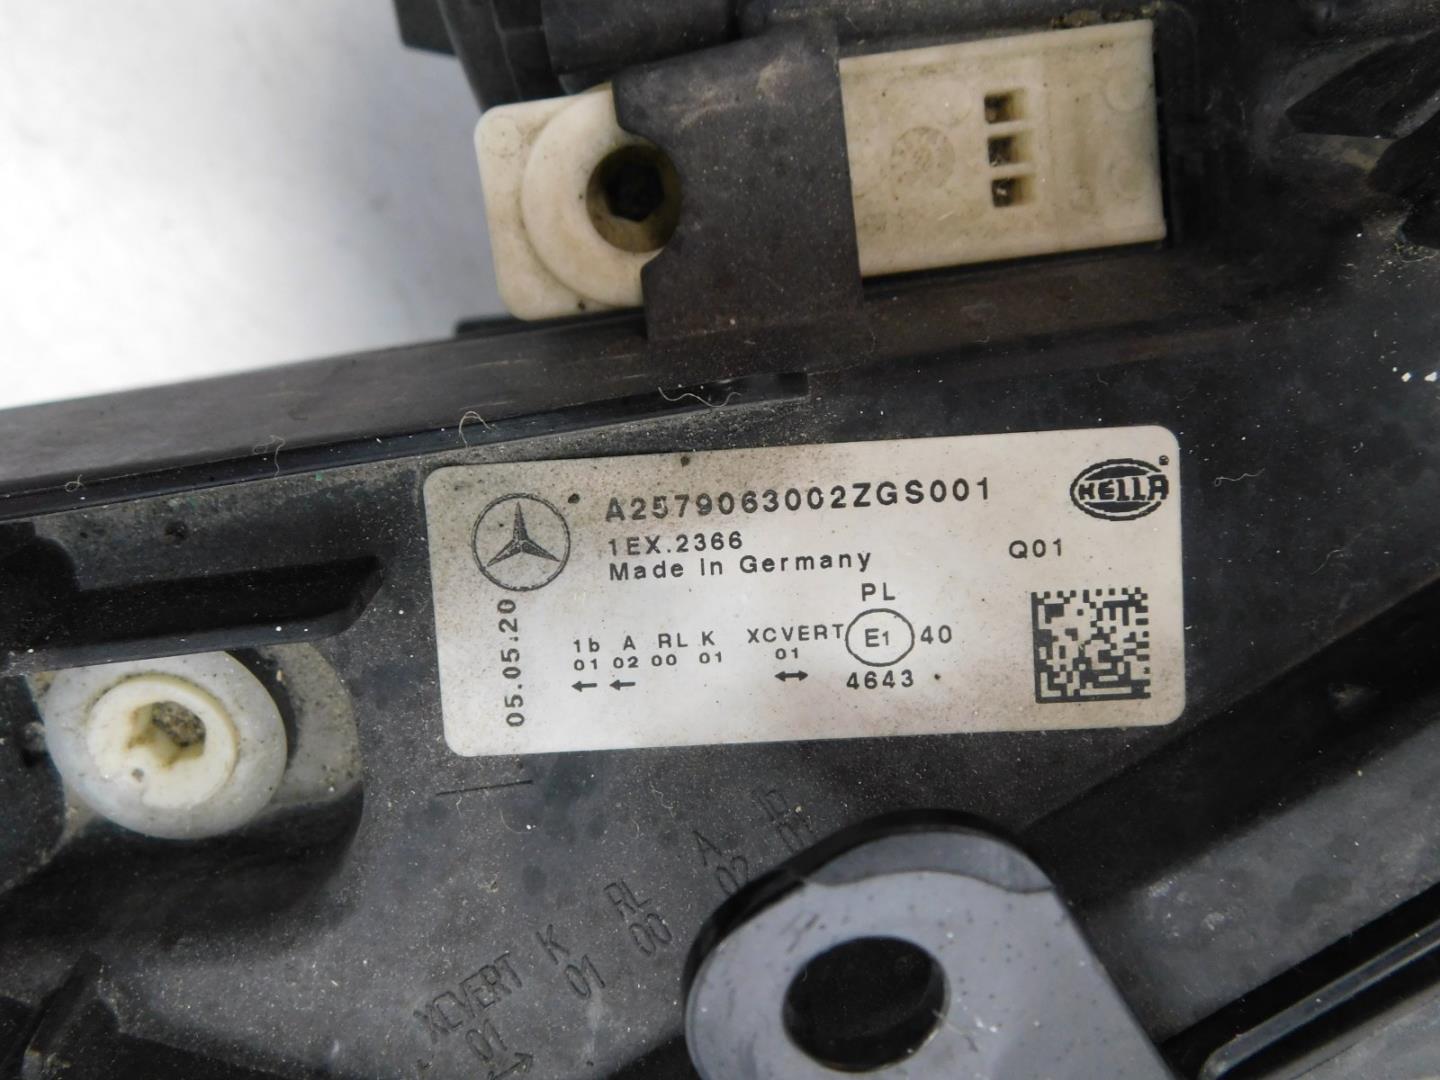 A2579063002ZGS001
HELLA
1EX.2366
Made in Germany
Q01
05.05.20
PL
1b A RL K XCVERT E1 40
01 02 00 01 01
← ← ↔ 4643
A
02 01
RL
00
K
01
XCVERT
01